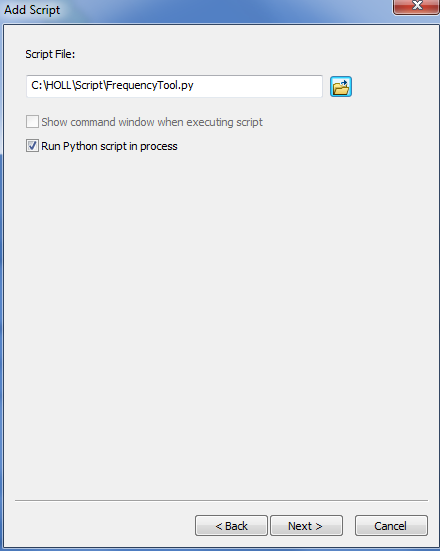 Add Script
Script File:
C:\HOLL\Script\FrequencyTool.py
Show command window when executing script
Run Python script in process
< Back Next > Cancel